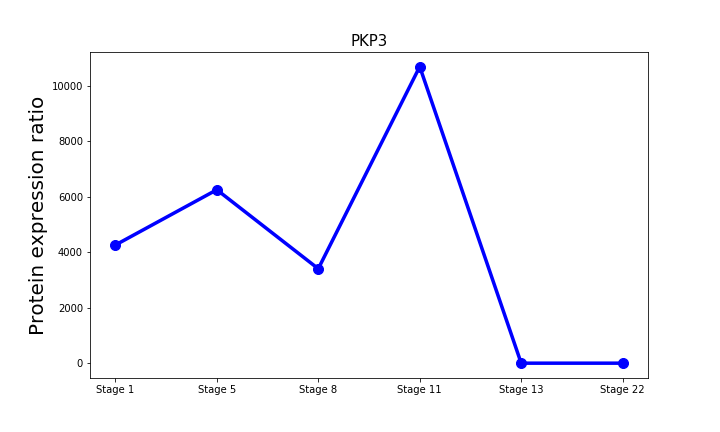 PKP3
Protein expression ratio
10000
8000
6000
4000
2000
0
Stage 1 Stage 5 Stage 8 Stage 11 Stage 13 Stage 22